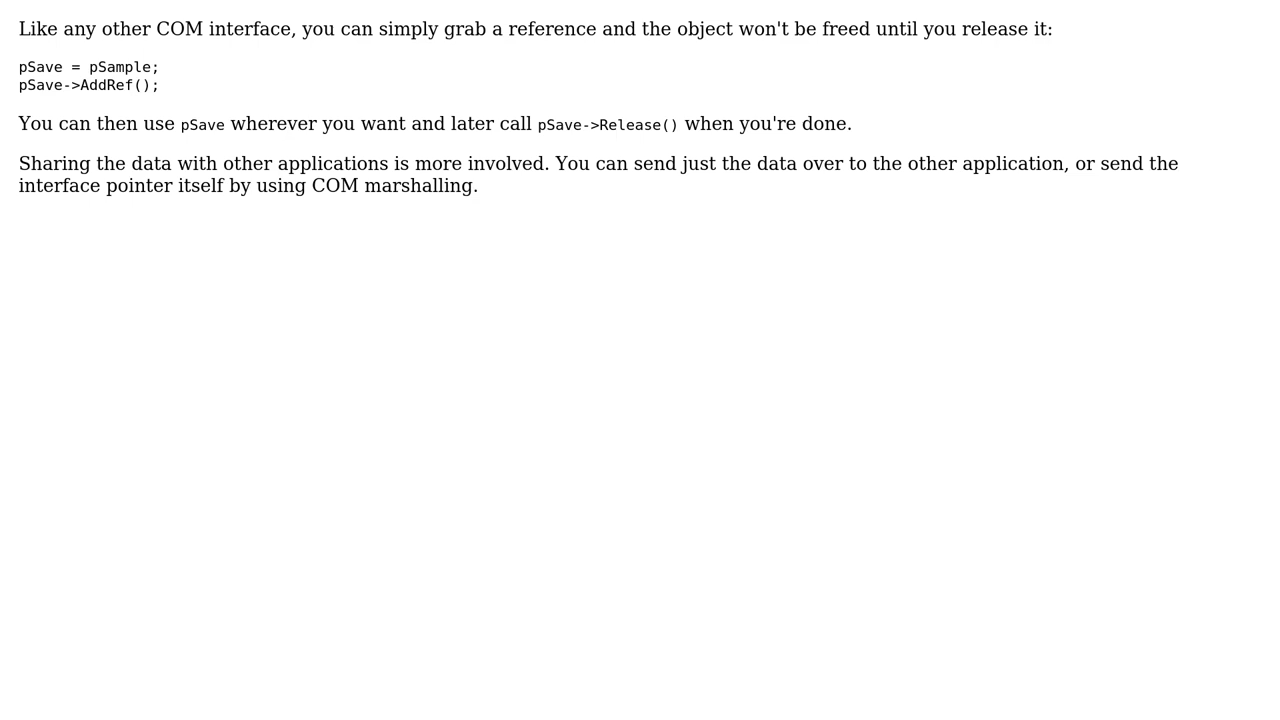 Like any other COM interface, you can simply grab a reference and the object won't be freed until you release it:
pSave = pSample;
pSave->AddRef();
You can then use pSave wherever you want and later call pSave->Release() when you're done.
Sharing the data with other applications is more involved. You can send just the data over to the other application, or send the
interface pointer itself by using COM marshalling.